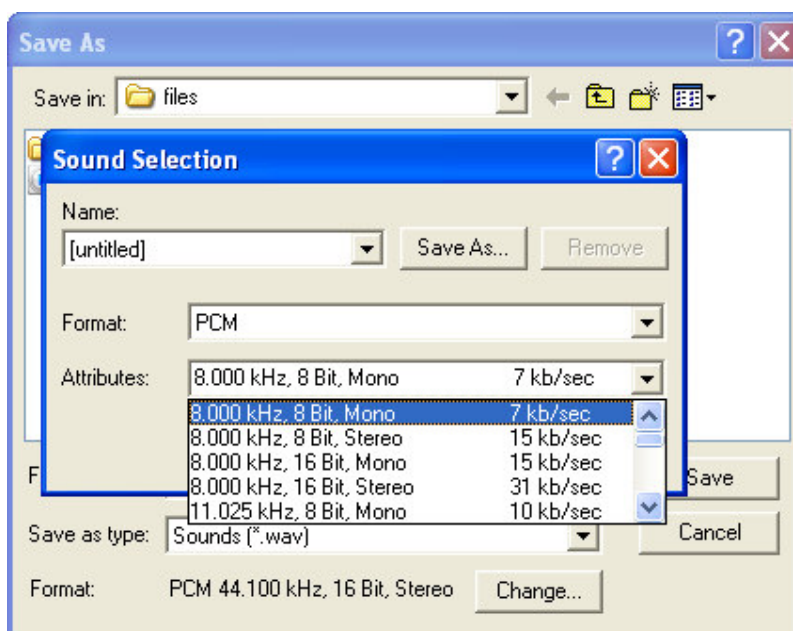 Save As
Save in: files
Sound Selection
Name:
[untitled] Save As... Remove
Format: PCM
Attributes: 8.000 kHz, 8 Bit, Mono 7 kb/sec
8.000 kHz, 8 Bit, Mono 7 kb/sec
8.000 kHz, 8 Bit, Stereo 15 kb/sec
8.000 kHz, 16 Bit, Mono 15 kb/sec
8.000 kHz, 16 Bit, Stereo 31 kb/sec
11.025 kHz, 8 Bit, Mono 10 kb/sec
F Save
Save as type: Sounds (*.wav) Cancel
Format: PCM 44.100 kHz, 16 Bit, Stereo Change...